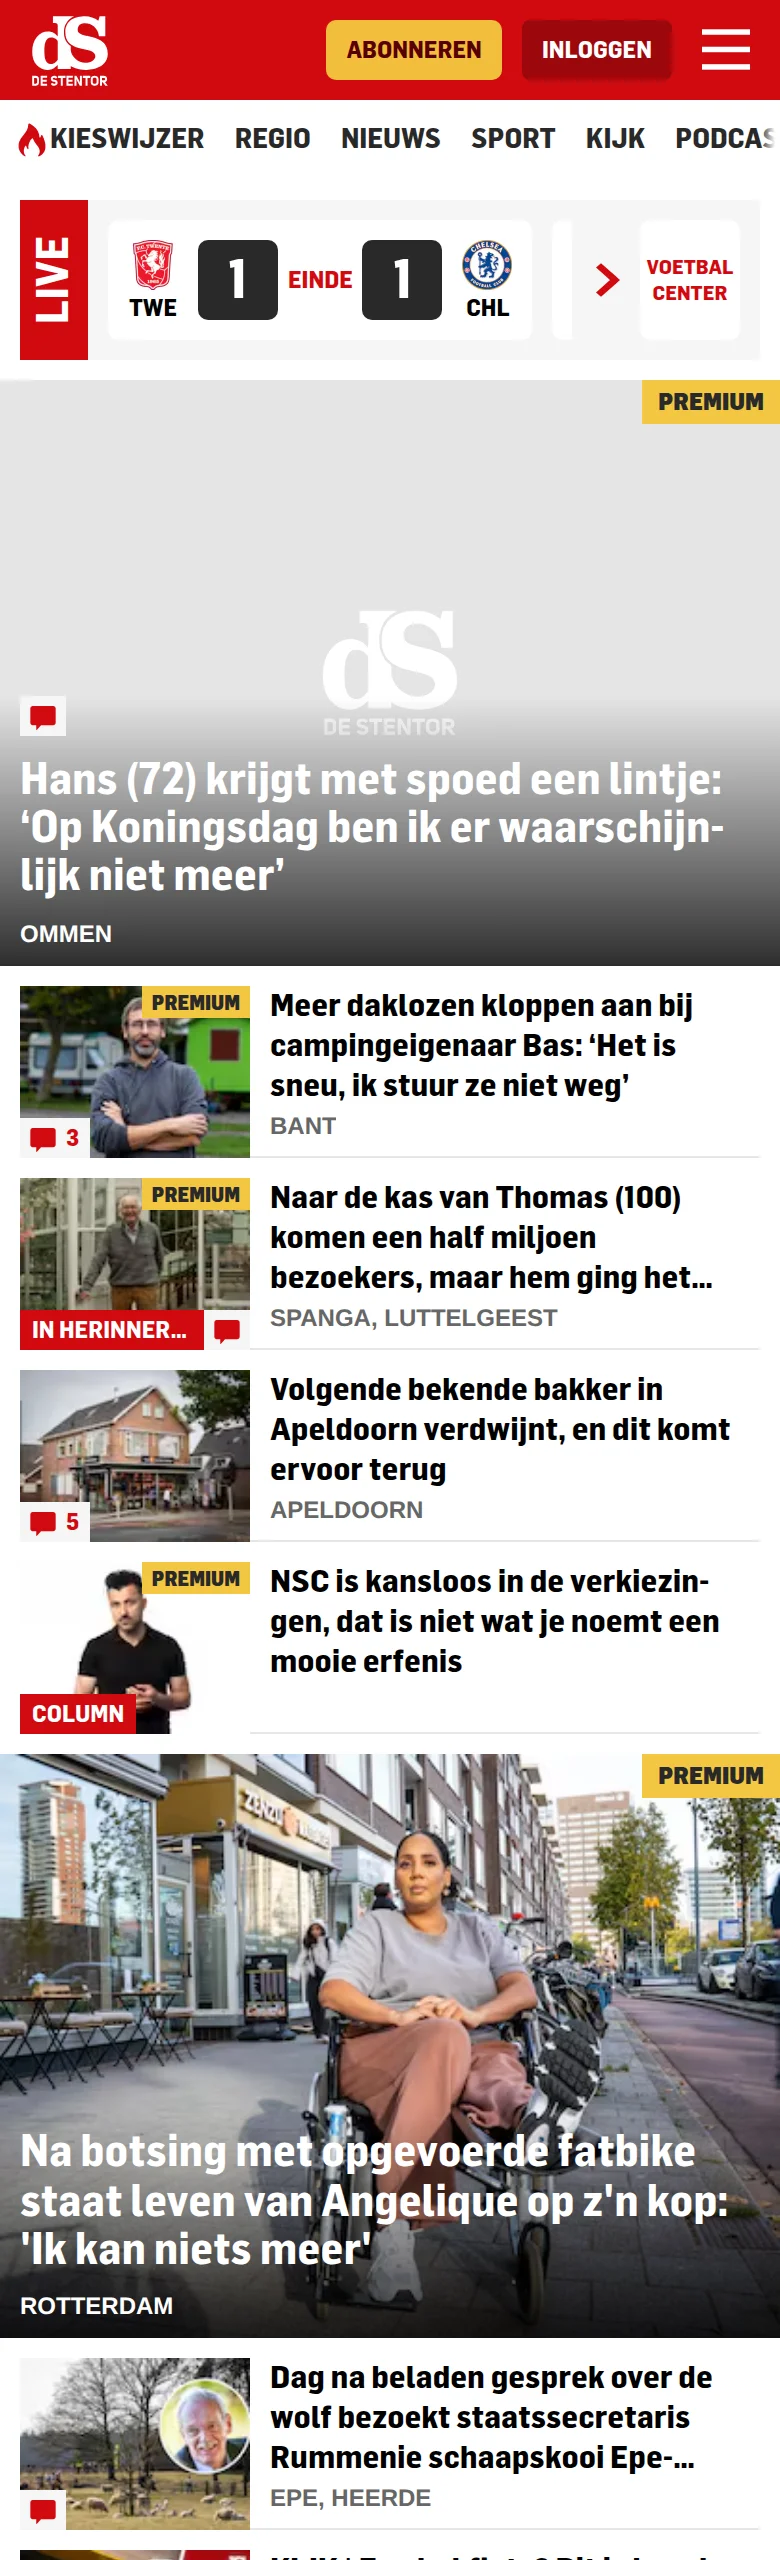 dS
DE STENTOR
ABONNEREN
INLOGGEN
KIESWIJZER REGIO NIEUWS SPORT KIJK PODCAS
LIVE
TWE
1
EINDE
1
CHL
VOETBAL
CENTER
PREMIUM
dS
DE STENTOR
Hans (72) krijgt met spoed een lintje:
‘Op Koningsdag ben ik er waarschijn-
lijk niet meer’
OMMEN
PREMIUM
3
Meer daklozen kloppen aan bij
campingeigenaar Bas: ‘Het is
sneu, ik stuur ze niet weg’
BANT
PREMIUM
IN HERINNER...
Naar de kas van Thomas (100)
komen een half miljoen
bezoekers, maar hem ging het...
SPANGA, LUTTELGEEST
5
Volgende bekende bakker in
Apeldoorn verdwijnt, en dit komt
ervoor terug
APELDOORN
PREMIUM
COLUMN
NSC is kansloos in de verkiezin-
gen, dat is niet wat je noemt een
mooie erfenis
PREMIUM
Na botsing met opgevoerde fatbike
staat leven van Angelique op z'n kop:
'Ik kan niets meer'
ROTTERDAM
Dag na beladen gesprek over de
wolf bezoekt staatssecretaris
Rummenie schaapskooi Epe-...
EPE, HEERDE